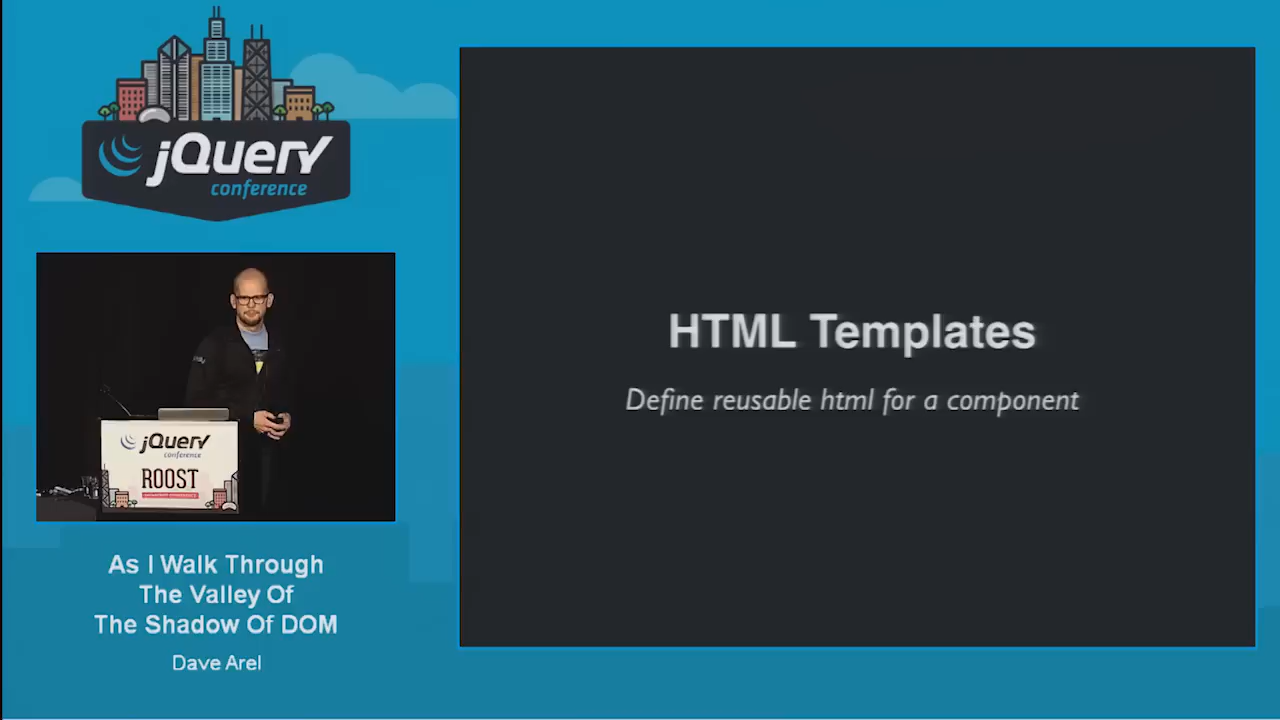 jQuery
conference
jQuery
conference
ROOST
As I Walk Through
The Valley Of
The Shadow Of DOM
Dave Arel
HTML Templates
Define reusable html for a component